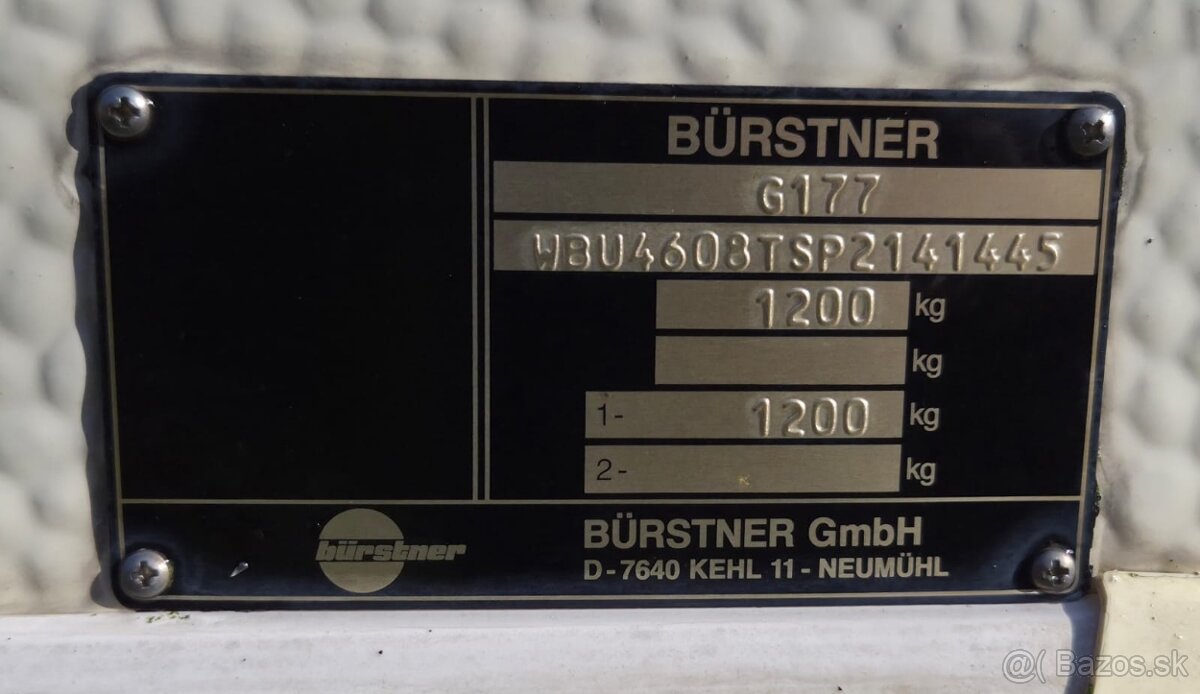 BÜRSTNER
G177
WBU4608TSP2141445
1200 kg
kg
1- 1200 kg
2- kg
bürstner
BÜRSTNER GmbH
D-7640 KEHL 11-NEUMÜHL
@( Bazos.sk